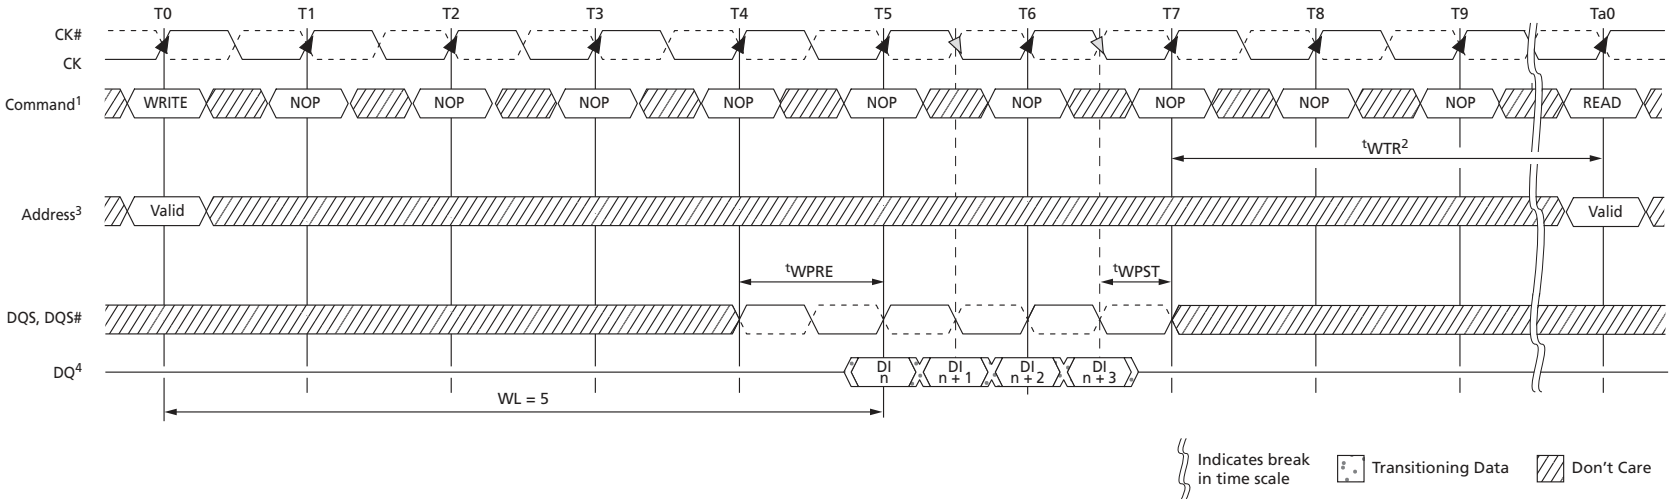 T0 T1 T2 T3 T4 T5 T6 T7 T8 T9 Ta0
CK#
CK
Command1 WRITE NOP NOP NOP NOP NOP NOP NOP NOP NOP READ
tWTR2
Address3 Valid Valid
tWPRE tWPST
DQS, DQS#
DQ4 DI n DI n + 1 DI n + 2 DI n + 3
WL = 5
Indicates break
in time scale
Transitioning Data
Don't Care